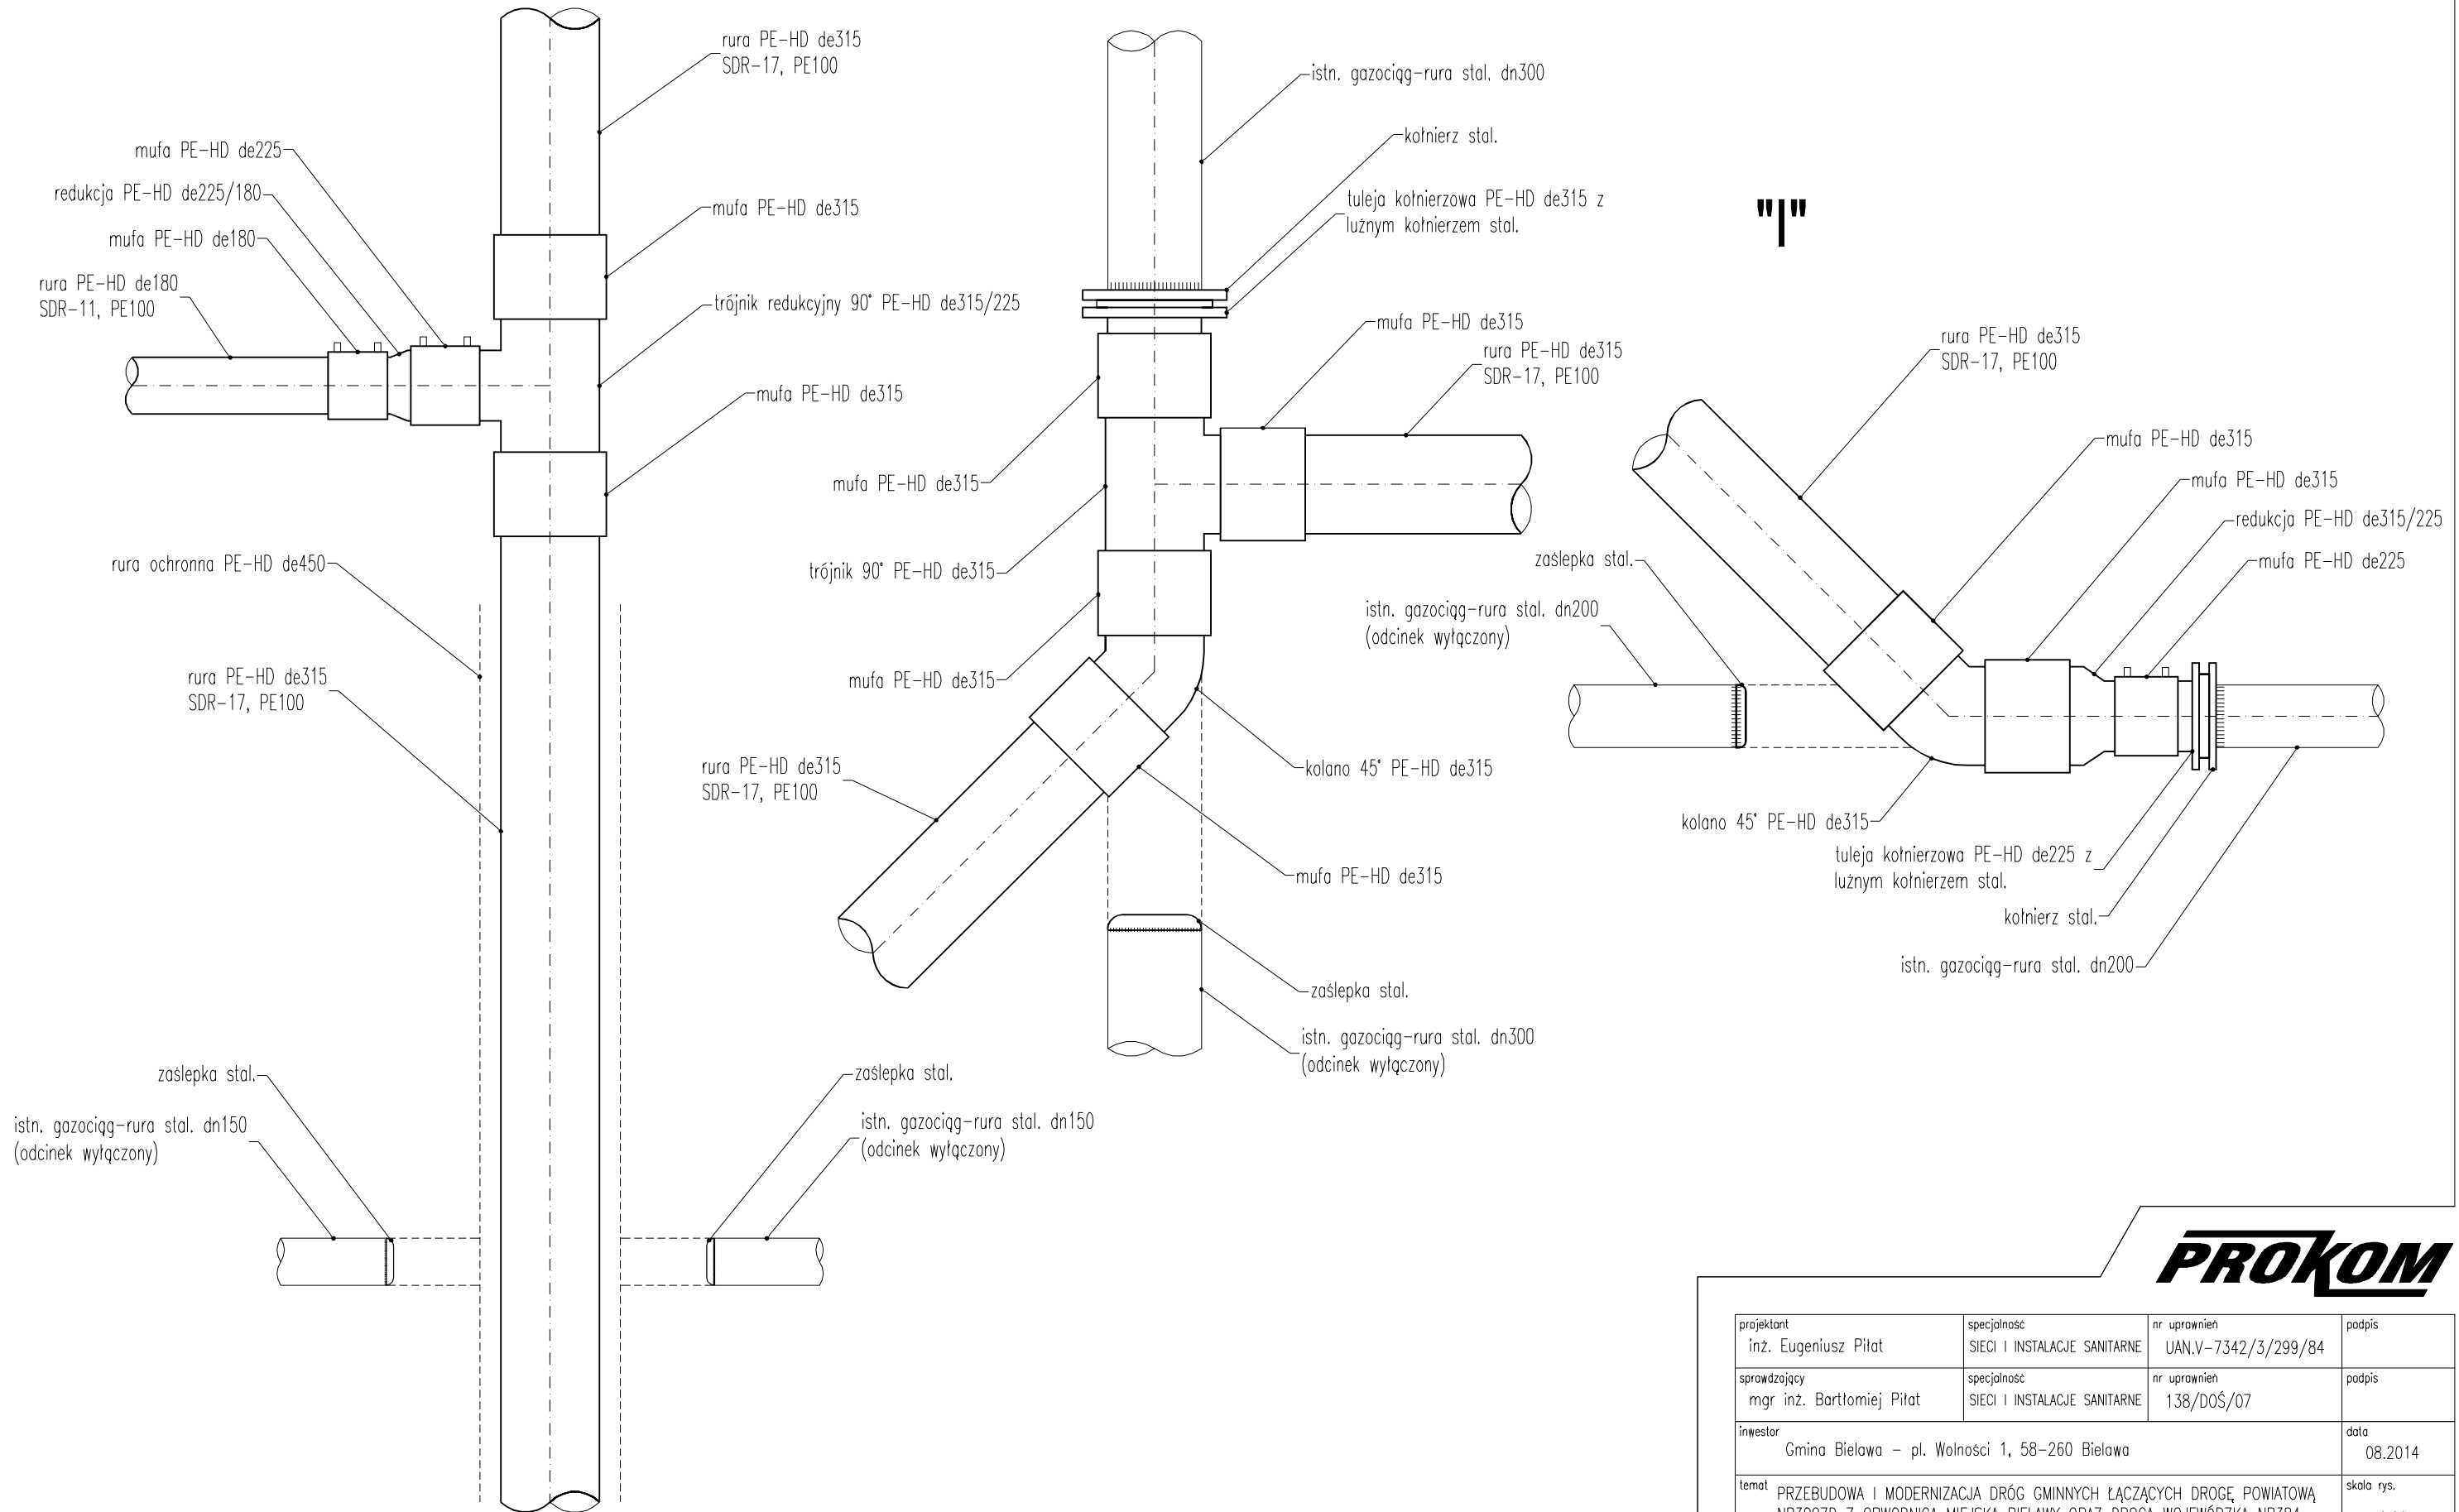 rura PE-HD de315
SDR-17, PE100
mufa PE-HD de225
redukcja PE-HD de225/180
mufa PE-HD de180
rura PE-HD de180
SDR-11, PE100
mufa PE-HD de315
trójnik redukcyjny 90° PE-HD de315/225
mufa PE-HD de315
rura ochronna PE-HD de450
rura PE-HD de315
SDR-17, PE100
zaślepka stal.
istn. gazociąg-rura stal. dn150
(odcinek wyłączony)
zaślepka stal.
istn. gazociąg-rura stal. dn150
(odcinek wyłączony)
istn. gazociąg-rura stal. dn300
kołnierz stal.
tuleja kołnierzowa PE-HD de315 z
luźnym kołnierzem stal.
mufa PE-HD de315
rura PE-HD de315
SDR-17, PE100
mufa PE-HD de315
trójnik 90° PE-HD de315
mufa PE-HD de315
rura PE-HD de315
SDR-17, PE100
kolano 45° PE-HD de315
mufa PE-HD de315
zaślepka stal.
istn. gazociąg-rura stal. dn300
(odcinek wyłączony)
"I"
rura PE-HD de315
SDR-17, PE100
mufa PE-HD de315
mufa PE-HD de315
redukcja PE-HD de315/225
mufa PE-HD de225
zaślepka stal.
istn. gazociąg-rura stal. dn200
(odcinek wyłączony)
kolano 45° PE-HD de315
tuleja kołnierzowa PE-HD de225 z
luźnym kołnierzem stal.
kołnierz stal.
istn. gazociąg-rura stal. dn200
PROKOM
projektant specjalność nr uprawnień podpis
inż. Eugeniusz Piłat SIECI I INSTALACJE SANITARNE UAN.V-7342/3/299/84
sprawdzający specjalność nr uprawnień podpis
mgr inż. Bartłomiej Piłat SIECI I INSTALACJE SANITARNE 138/DOŚ/07
inwestor data
Gmina Bielawa - pl. Wolności 1, 58-260 Bielawa 08.2014
temat PRZEBUDOWA I MODERNIZACJA DRÓG GMINNYCH ŁĄCZĄCYCH DROGĘ POWIATOWĄ skala rys.